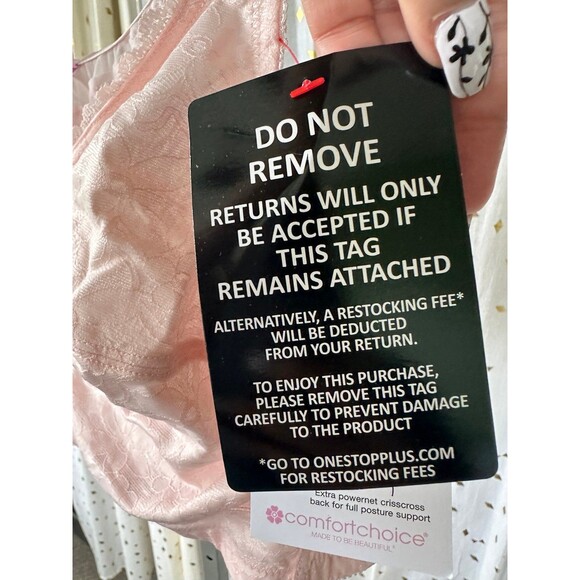 DO NOT
REMOVE
RETURNS WILL ONLY
BE ACCEPTED IF
THIS TAG
REMAINS ATTACHED
ALTERNATIVELY, A RESTOCKING FEE*
WILL BE DEDUCTED
FROM YOUR RETURN.
TO ENJOY THIS PURCHASE,
PLEASE REMOVE THIS TAG
CAREFULLY TO PREVENT DAMAGE
TO THE PRODUCT
*GO TO ONESTOPPLUS.COM
FOR RESTOCKING FEES
Extra powernet crisscross
back for full posture support
comfortchoice®
MADE TO BE BEAUTIFUL®